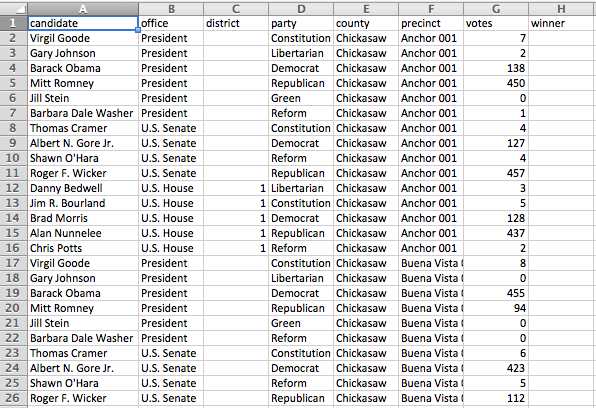 A B C D E F G H
1 candidate office district party county precinct votes winner
2 Virgil Goode President Constitution Chickasaw Anchor 001 7
3 Gary Johnson President Libertarian Chickasaw Anchor 001 2
4 Barack Obama President Democrat Chickasaw Anchor 001 138
5 Mitt Romney President Republican Chickasaw Anchor 001 450
6 Jill Stein President Green Chickasaw Anchor 001 0
7 Barbara Dale Washer President Reform Chickasaw Anchor 001 1
8 Thomas Cramer U.S. Senate Constitution Chickasaw Anchor 001 4
9 Albert N. Gore Jr. U.S. Senate Democrat Chickasaw Anchor 001 127
10 Shawn O'Hara U.S. Senate Reform Chickasaw Anchor 001 4
11 Roger F. Wicker U.S. Senate Republican Chickasaw Anchor 001 457
12 Danny Bedwell U.S. House 1 Libertarian Chickasaw Anchor 001 3
13 Jim R. Bourland U.S. House 1 Constitution Chickasaw Anchor 001 5
14 Brad Morris U.S. House 1 Democrat Chickasaw Anchor 001 128
15 Alan Nunnelee U.S. House 1 Republican Chickasaw Anchor 001 437
16 Chris Potts U.S. House 1 Reform Chickasaw Anchor 001 2
17 Virgil Goode President Constitution Chickasaw Buena Vista 8
18 Gary Johnson President Libertarian Chickasaw Buena Vista 0
19 Barack Obama President Democrat Chickasaw Buena Vista 455
20 Mitt Romney President Republican Chickasaw Buena Vista 94
21 Jill Stein President Green Chickasaw Buena Vista 0
22 Barbara Dale Washer President Reform Chickasaw Buena Vista 0
23 Thomas Cramer U.S. Senate Constitution Chickasaw Buena Vista 6
24 Albert N. Gore Jr. U.S. Senate Democrat Chickasaw Buena Vista 423
25 Shawn O'Hara U.S. Senate Reform Chickasaw Buena Vista 5
26 Roger F. Wicker U.S. Senate Republican Chickasaw Buena Vista 112